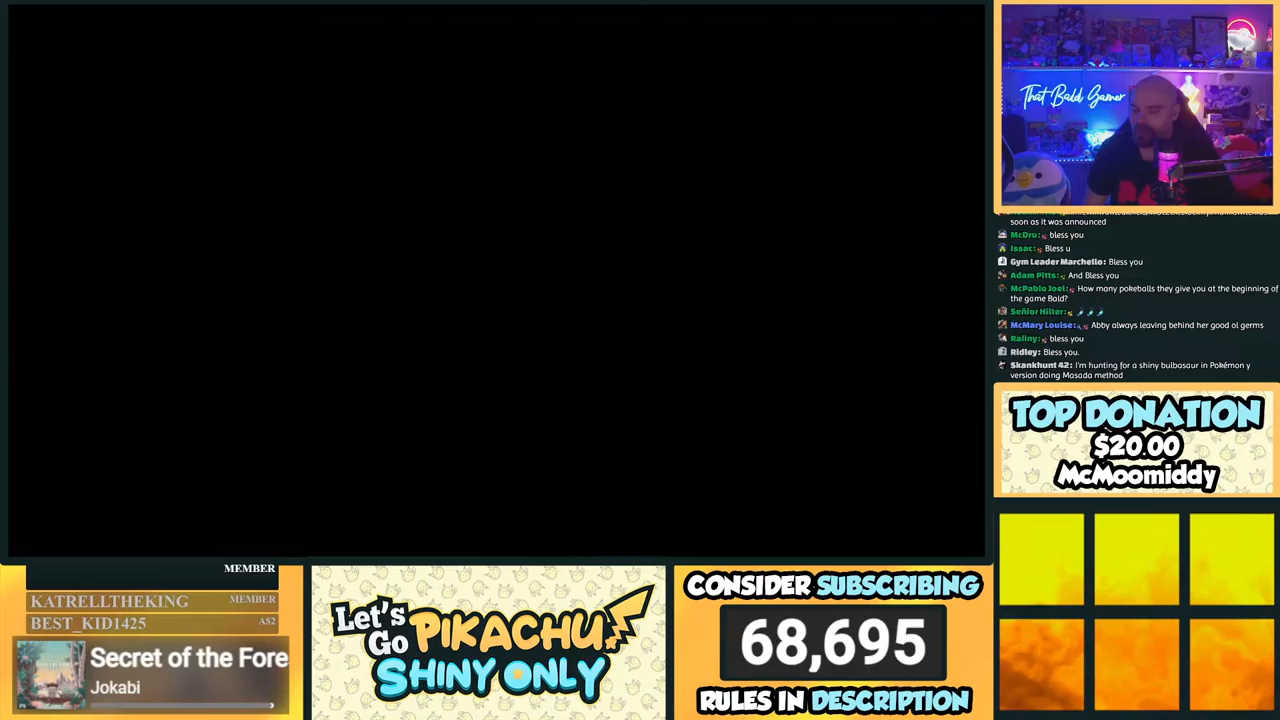 That Bald Gamer
soon as it was announced
McDru: bless you
Issac: Bless u
Gym Leader Marchello: Bless you
Adam Pitts: And Bless you
McPablo Joel: How many pokeballs they give you at the beginning of
the game Bald?
Señior Hilter:
McMary Louise: Abby always leaving behind her good ol germs
Railny: bless you
Ridley: Bless you.
Skankhunt 42: I'm hunting for a shiny bulbasaur in Pokémon y
version doing Masada method
TOP DONATION
$20.00
McMoomiddy
MEMBER
KATRELLTHEKING MEMBER
BEST_KID1425 A$2
Secret of the Fore
Jokabi
Let's
Go PIKACHU!
SHINY ONLY
CONSIDER SUBSCRIBING
68,695
RULES IN DESCRIPTION